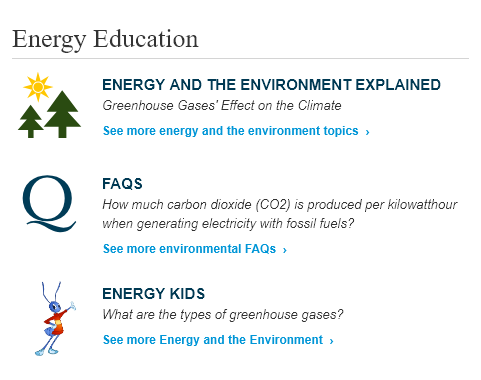 Energy Education
ENERGY AND THE ENVIRONMENT EXPLAINED
Greenhouse Gases' Effect on the Climate
See more energy and the environment topics ›
Q
FAQS
How much carbon dioxide (CO2) is produced per kilowatthour
when generating electricity with fossil fuels?
See more environmental FAQs ›
ENERGY KIDS
What are the types of greenhouse gases?
See more Energy and the Environment ›